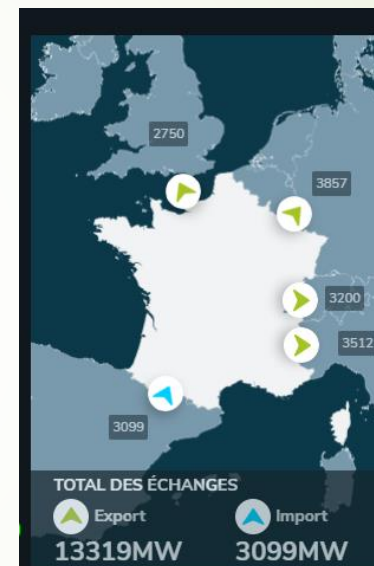 2750
3857
3200
3512
3099
TOTAL DES ÉCHANGES
Export Import
13319MW 3099MW